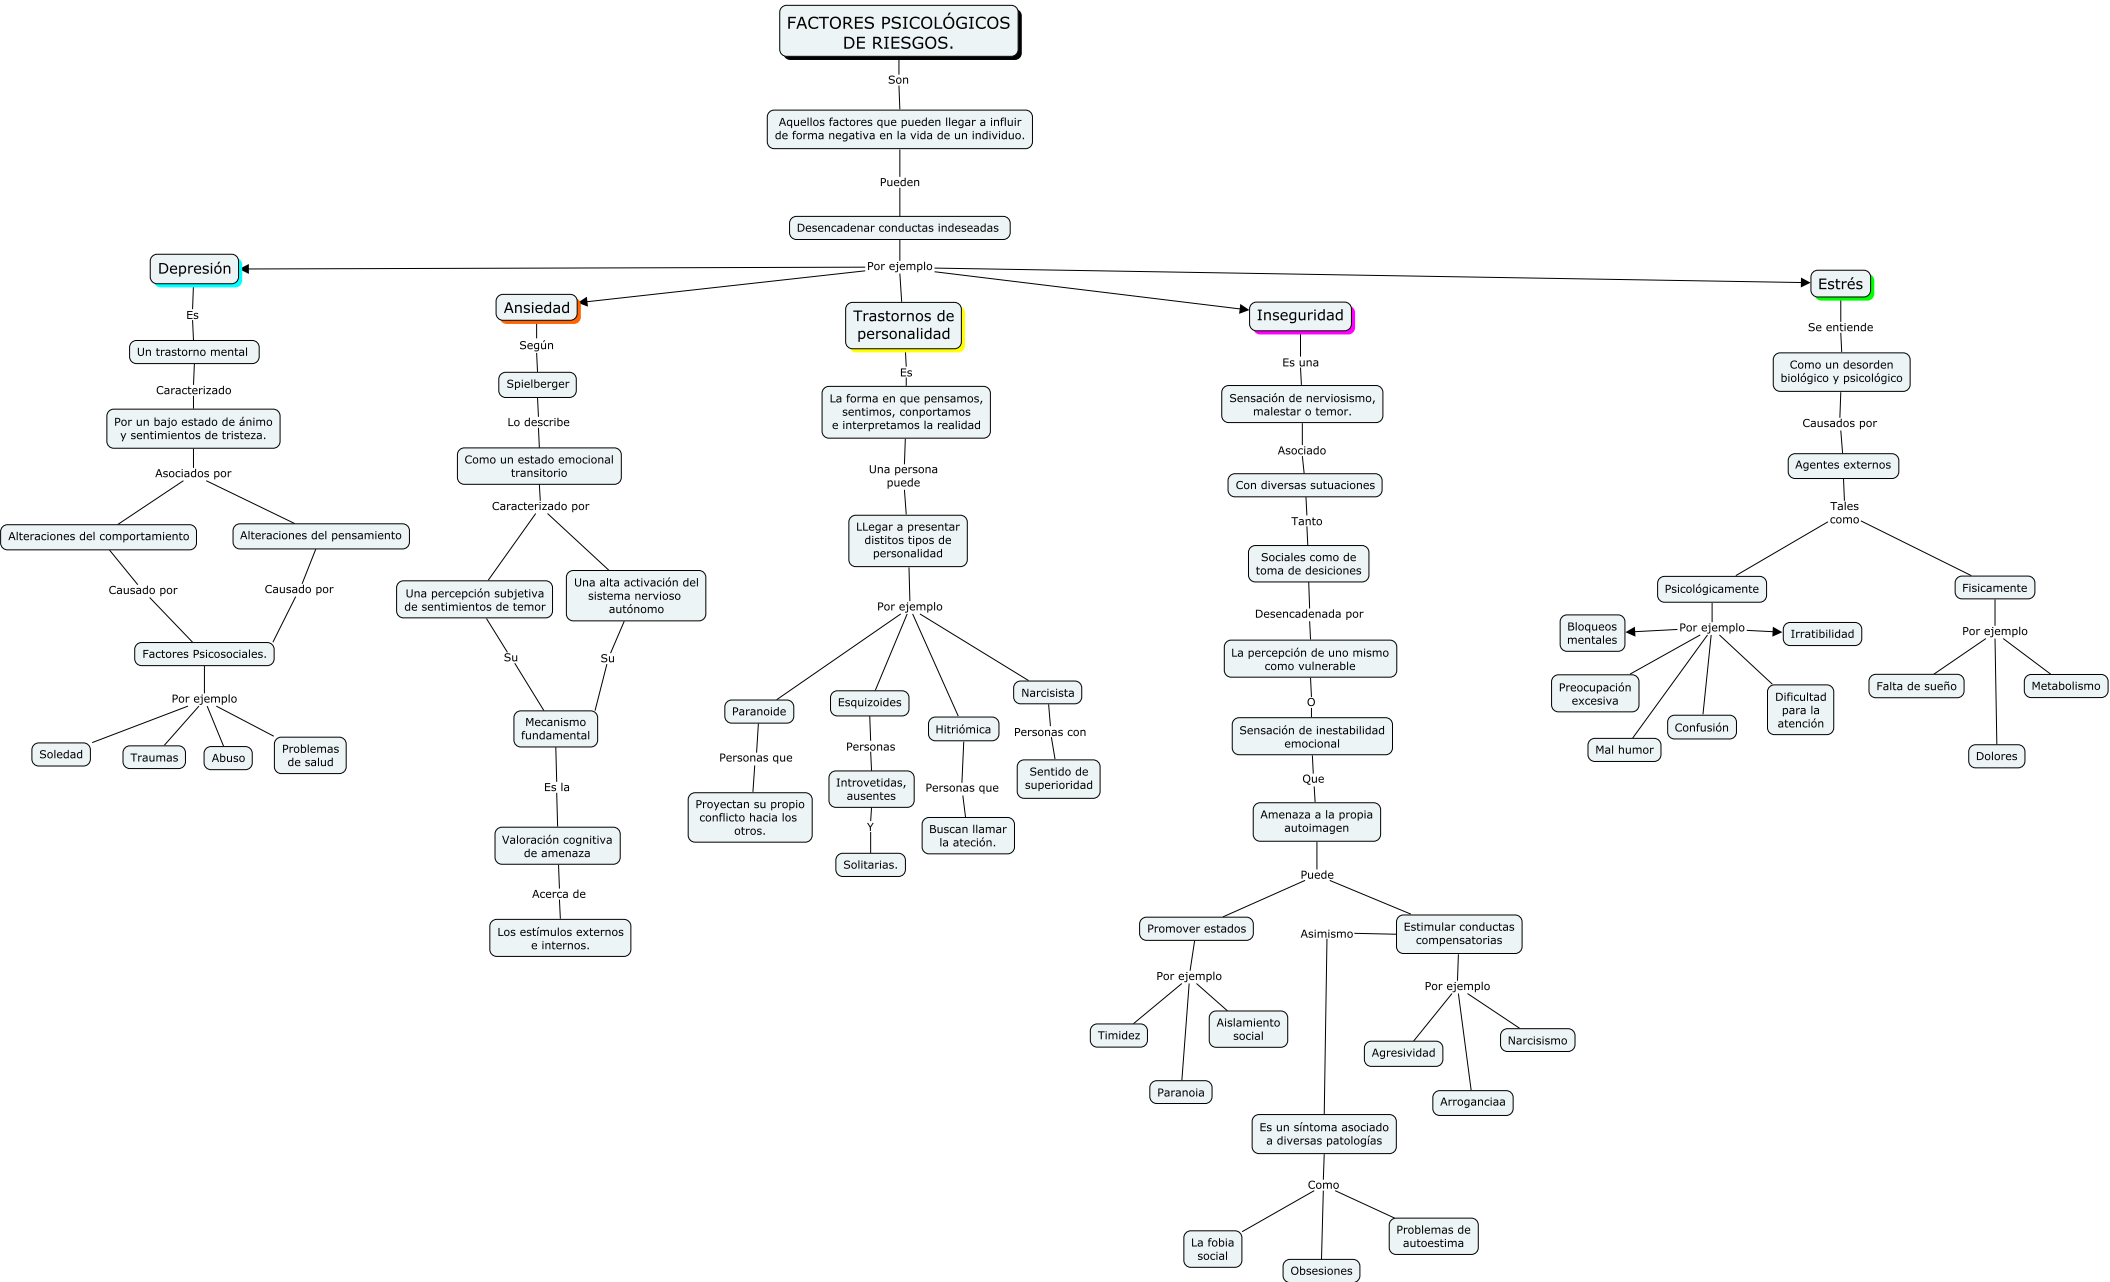 FACTORES PSICOLÓGICOS
DE RIESGOS.
Son
Aquellos factores que pueden llegar a influir
de forma negativa en la vida de un individuo.
Pueden
Desencadenar conductas indeseadas
Por ejemplo
Depresión
Es
Un trastorno mental
Caracterizado
Por un bajo estado de ánimo
y sentimientos de tristeza.
Asociados por
Alteraciones del comportamiento
Alteraciones del pensamiento
Causado por
Causado por
Factores Psicosociales.
Por ejemplo
Soledad
Traumas
Abuso
Problemas
de salud
Ansiedad
Según
Spielberger
Lo describe
Como un estado emocional
transitorio
Caracterizado por
Una percepción subjetiva
de sentimientos de temor
Una alta activación del
sistema nervioso
autónomo
Su
Su
Mecanismo
fundamental
Es la
Valoración cognitiva
de amenaza
Acerca de
Los estímulos externos
e internos.
Trastornos de
personalidad
Es
La forma en que pensamos,
sentimos, conportamos
e interpretamos la realidad
Una persona
puede
LLegar a presentar
distitos tipos de
personalidad
Por ejemplo
Paranoide
Personas que
Proyectan su propio
conflicto hacia los
otros.
Esquizoides
Personas
Introvetidas,
ausentes
Y
Solitarias.
Hitriómica
Personas que
Buscan llamar
la ateción.
Narcisista
Personas con
Sentido de
superioridad
Inseguridad
Es una
Sensación de nerviosismo,
malestar o temor.
Asociado
Con diversas sutuaciones
Tanto
Sociales como de
toma de desiciones
Desencadenada por
La percepción de uno mismo
como vulnerable
O
Sensación de inestabilidad
emocional
Que
Amenaza a la propia
autoimagen
Puede
Promover estados
Por ejemplo
Timidez
Paranoia
Aislamiento
social
Estimular conductas
compensatorias
Por ejemplo
Agresividad
Arroganciaa
Narcisismo
Asimismo
Es un síntoma asociado
a diversas patologías
Como
La fobia
social
Obsesiones
Problemas de
autoestima
Estrés
Se entiende
Como un desorden
biológico y psicológico
Causados por
Agentes externos
Tales
como
Psicológicamente
Por ejemplo
Bloqueos
mentales
Irratibilidad
Preocupación
excesiva
Mal humor
Confusión
Dificultad
para la
atención
Fisicamente
Por ejemplo
Falta de sueño
Dolores
Metabolismo